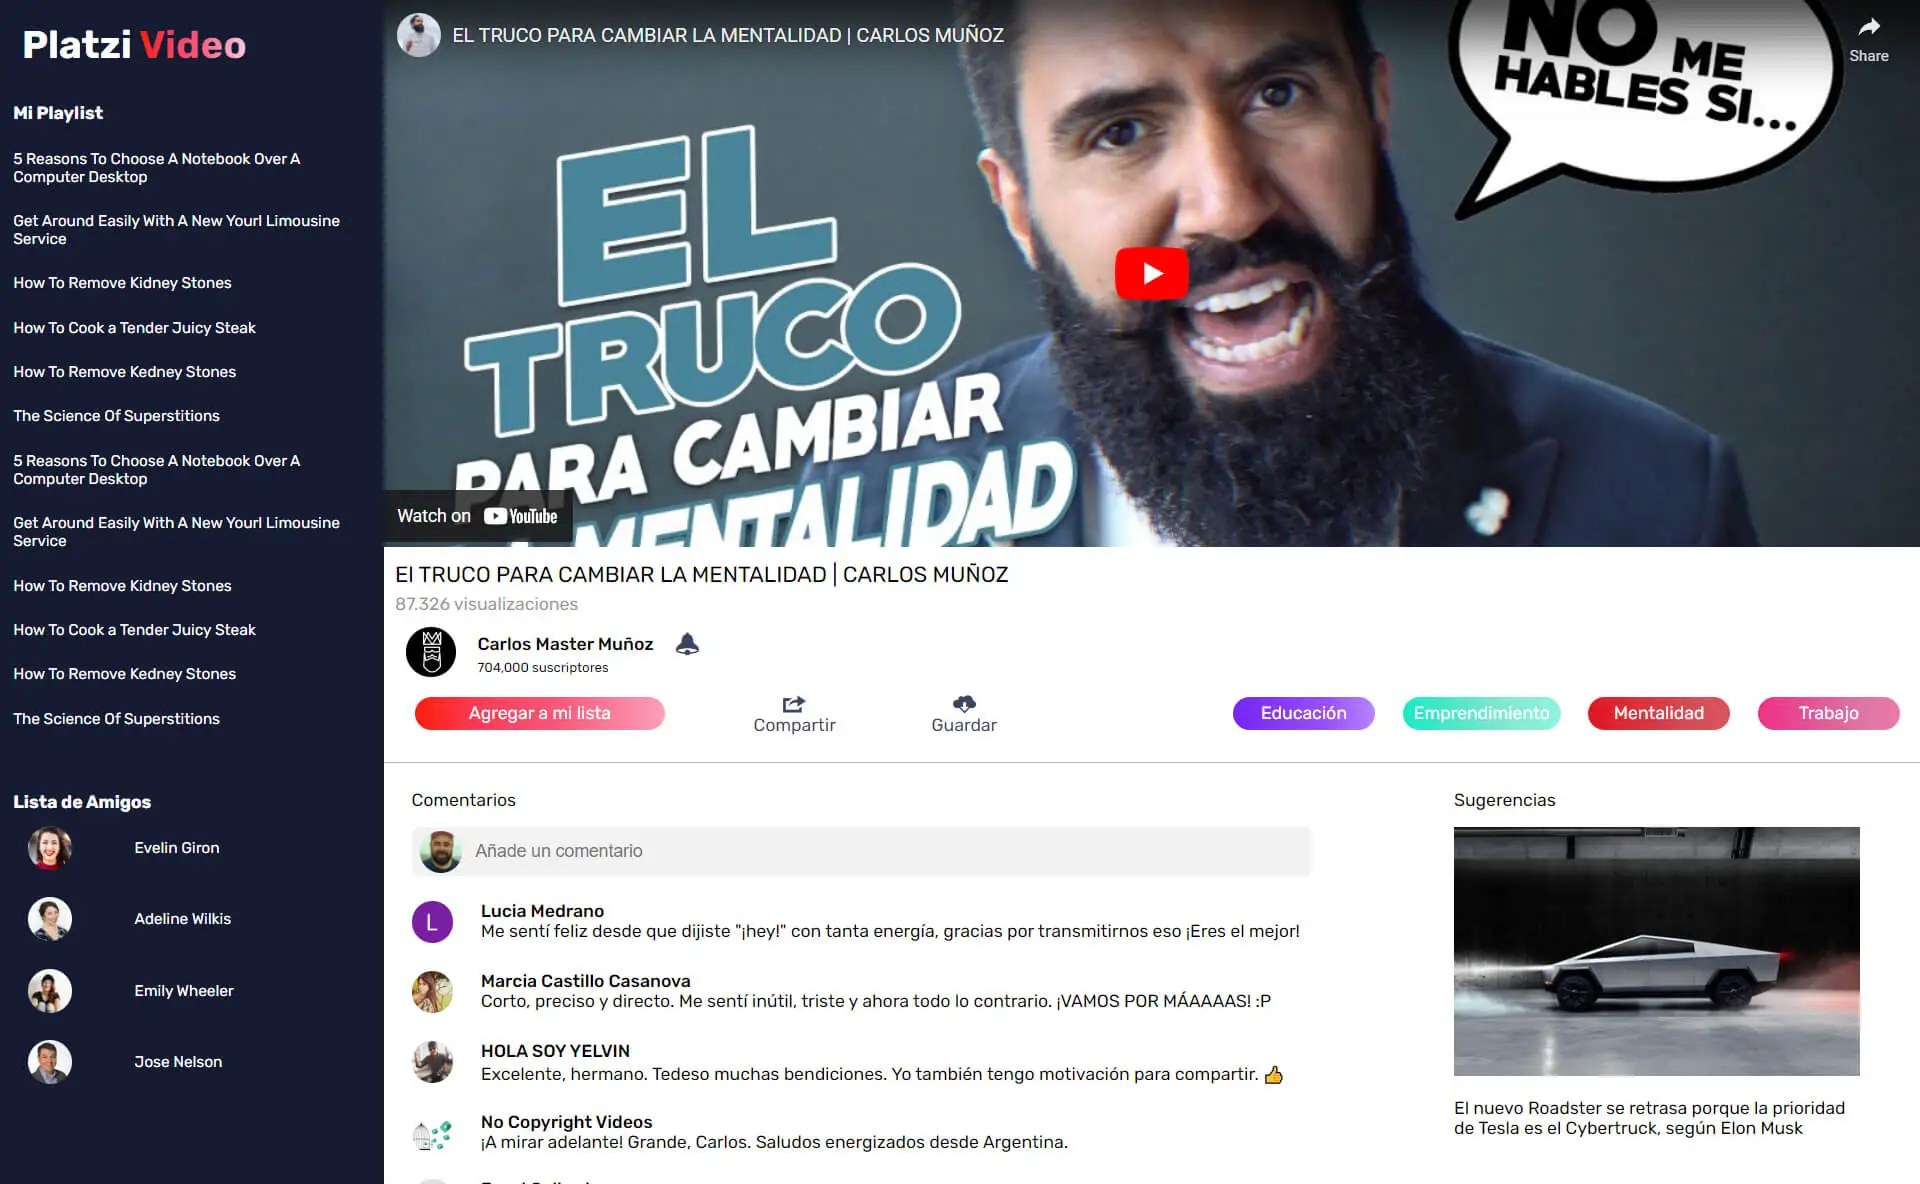 Platzi Video
Mi Playlist
5 Reasons To Choose A Notebook Over A
Computer Desktop
Get Around Easily With A New Yourl Limousine
Service
How To Remove Kidney Stones
How To Cook a Tender Juicy Steak
How To Remove Kedney Stones
The Science Of Superstitions
5 Reasons To Choose A Notebook Over A
Computer Desktop
Get Around Easily With A New Yourl Limousine
Service
How To Remove Kidney Stones
How To Cook a Tender Juicy Steak
How To Remove Kedney Stones
The Science Of Superstitions
Lista de Amigos
Evelin Giron
Adeline Wilkis
Emily Wheeler
Jose Nelson
EL TRUCO PARA CAMBIAR LA MENTALIDAD | CARLOS MUÑOZ
Share
NO ME
HABLES SI...
EL
TRUCO
PARA CAMBIAR
LA MENTALIDAD
Watch on YouTube
El TRUCO PARA CAMBIAR LA MENTALIDAD | CARLOS MUÑOZ
87.326 visualizaciones
Carlos Master Muñoz
704,000 suscriptores
Agregar a mi lista
Compartir
Guardar
Educación
Emprendimiento
Mentalidad
Trabajo
Comentarios
Añade un comentario
L
Lucia Medrano
Me sentí feliz desde que dijiste "¡hey!" con tanta energía, gracias por transmitirnos eso ¡Eres el mejor!
Marcia Castillo Casanova
Corto, preciso y directo. Me sentí inútil, triste y ahora todo lo contrario. ¡VAMOS POR MÁAAAAS! :P
HOLA SOY YELVIN
Excelente, hermano. Tedeso muchas bendiciones. Yo también tengo motivación para compartir. 👍
No Copyright Videos
¡A mirar adelante! Grande, Carlos. Saludos energizados desde Argentina.
Sugerencias
El nuevo Roadster se retrasa porque la prioridad
de Tesla es el Cybertruck, según Elon Musk